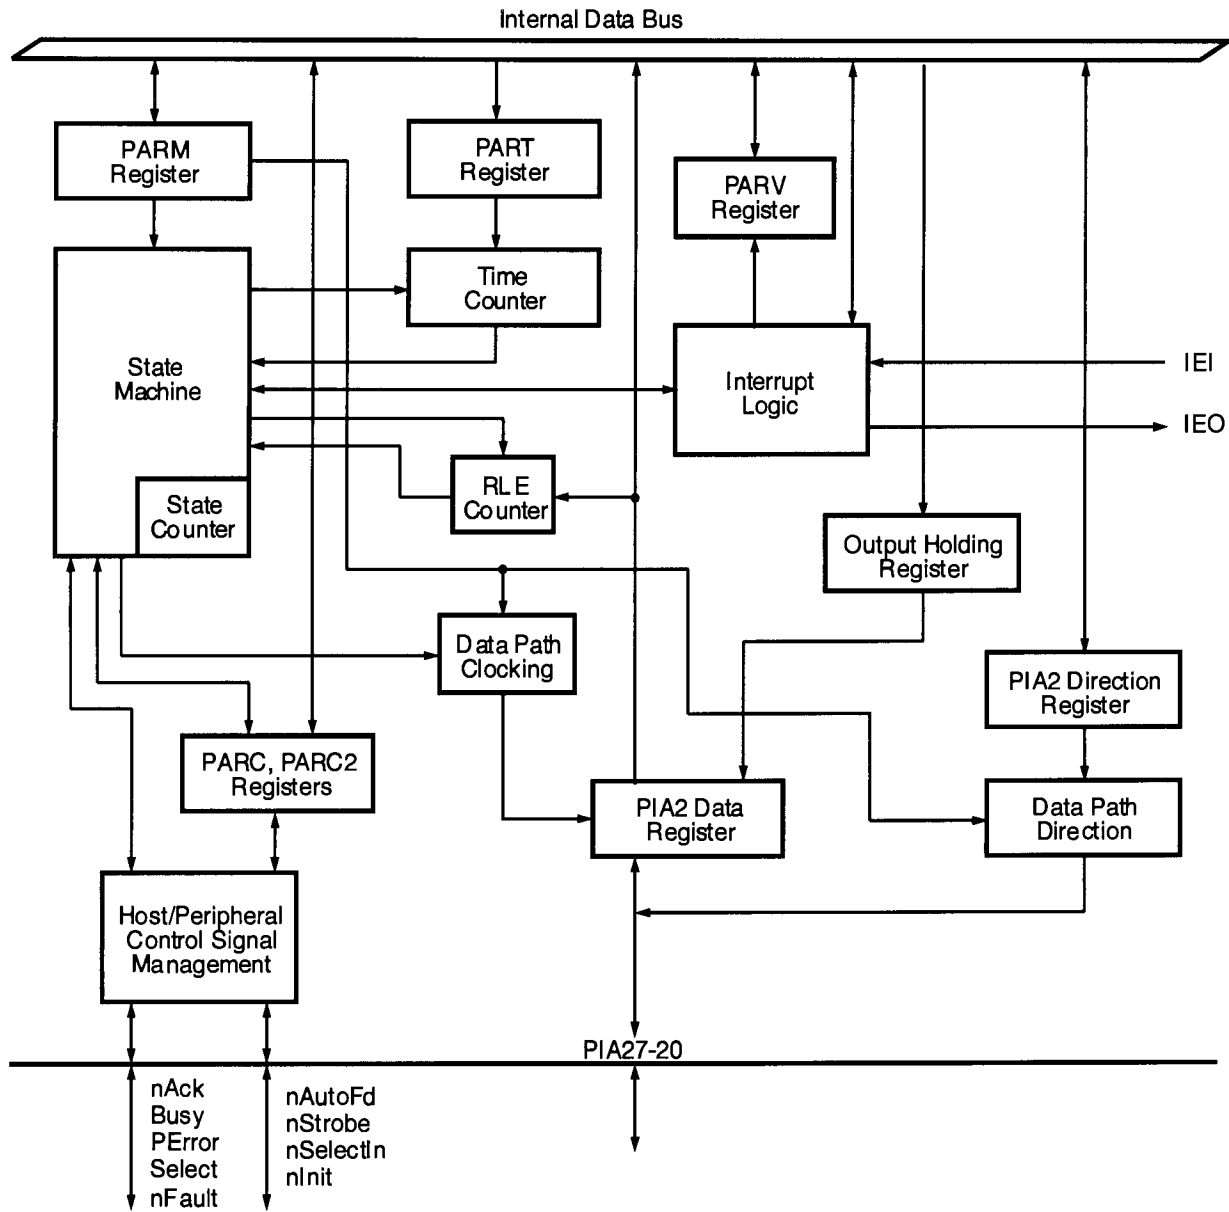 Internal Data Bus
PARM
Register
PART
Register
PARV
Register
Time
Counter
State
Machine
Interrupt
Logic
IEI
IEO
RLE
Counter
State
Counter
Output Holding
Register
Data Path
Clocking
PIA2 Direction
Register
PARC, PARC2
Registers
PIA2 Data
Register
Data Path
Direction
Host/Peripheral
Control Signal
Management
PIA27-20
nAck
Busy
PError
Select
nFault
nAutoFd
nStrobe
nSelectIn
nInit